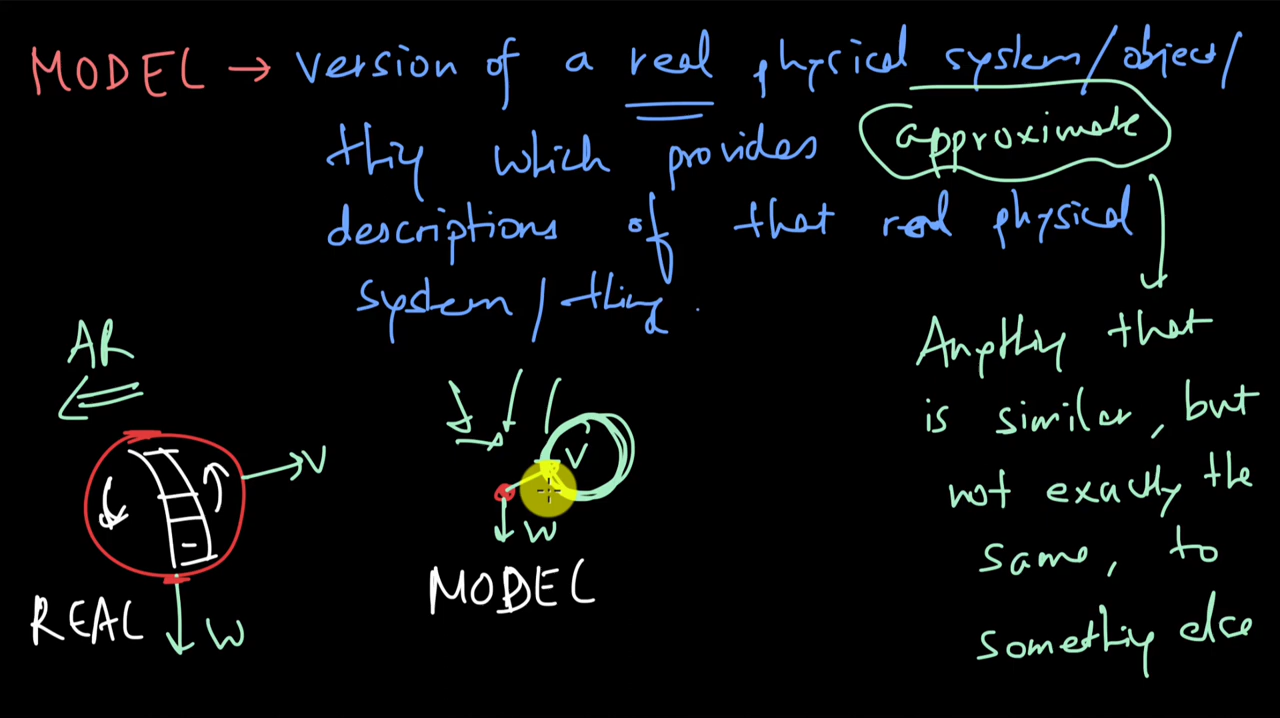 MODEL → version of a real physical system/object/
thing which provides approximate
descriptions of that real physical
system/thing.
Anything that
is similar, but
not exactly the
same, to
something else
AR
V
W
REAL
V
W
MODEL